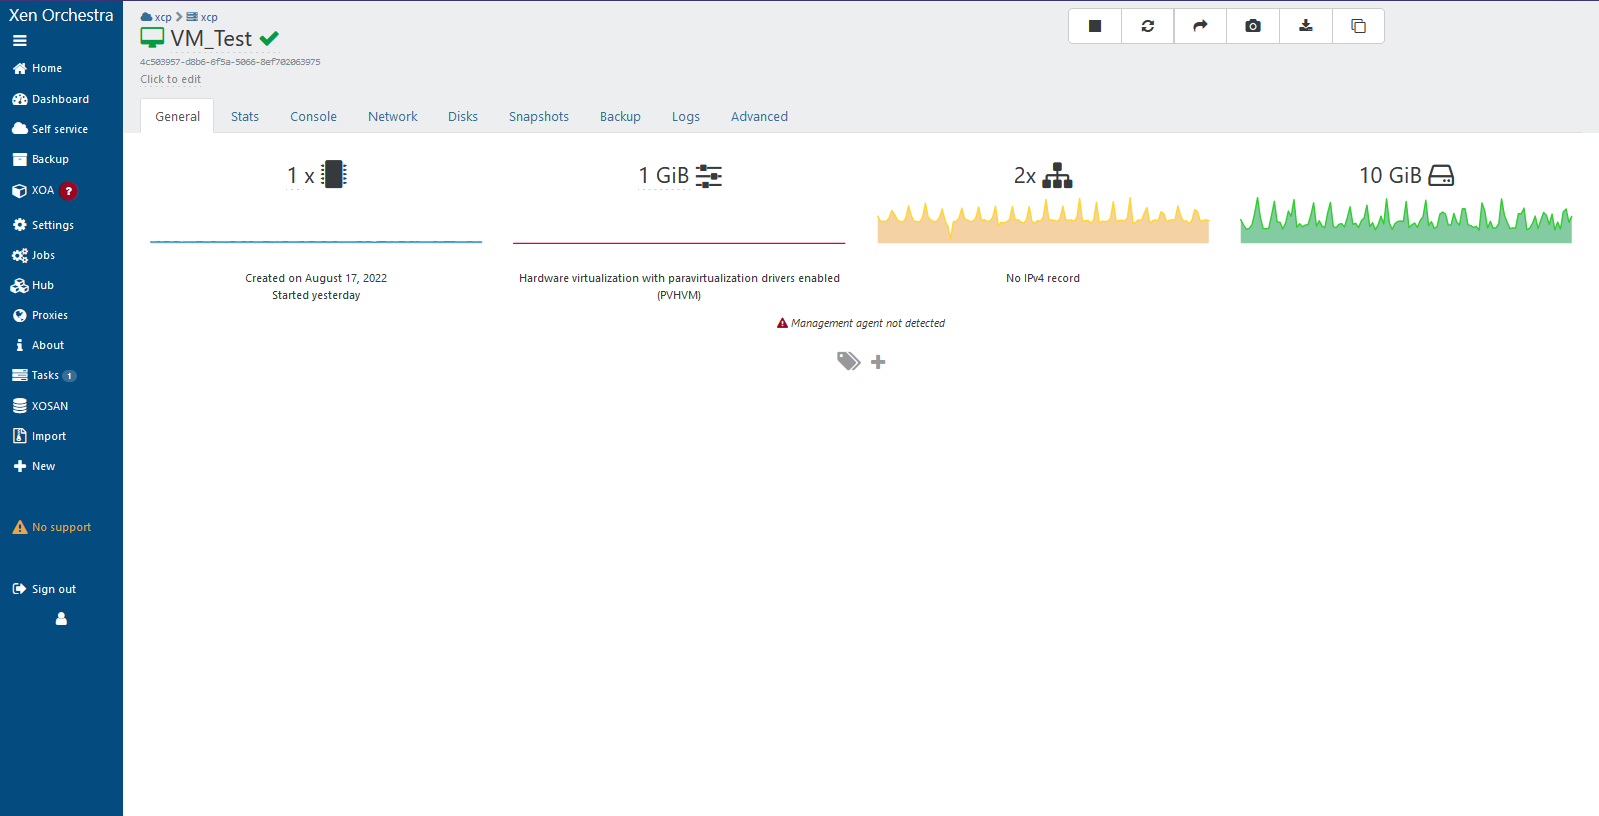 Xen Orchestra
Home
Dashboard
Self service
Backup
XOA ?
Settings
Jobs
Hub
Proxies
About
Tasks 1
XOSAN
Import
New
No support
Sign out
xcp xcp
VM_Test
4c503957-d8b6-6f5a-5066-8ef702063975
Click to edit
General Stats Console Network Disks Snapshots Backup Logs Advanced
1 x 1 GiB 2x 10 GiB
Created on August 17, 2022
Started yesterday
Hardware virtualization with paravirtualization drivers enabled
(PVHVM)
No IPv4 record
Management agent not detected